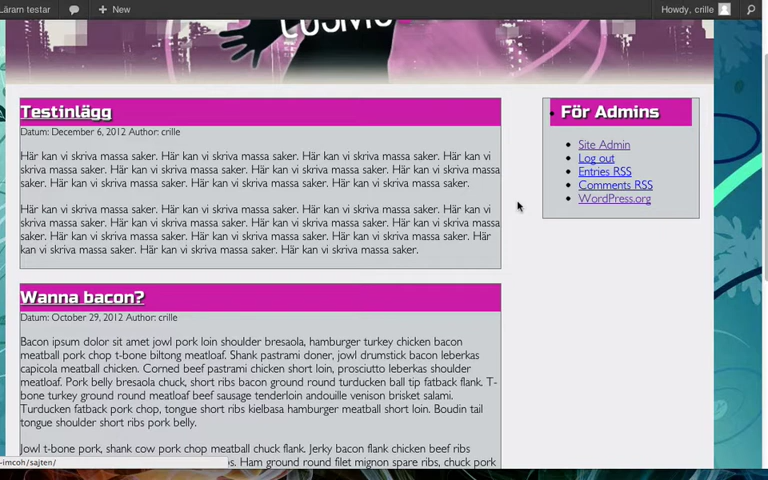 Lärarn testar
New
Howdy, crille
COSMO
Testinlägg
Datum: December 6, 2012 Author: crille
Här kan vi skriva massa saker. Här kan vi skriva massa saker. Här kan vi skriva massa saker. Här kan vi
skriva massa saker. Här kan vi skriva massa saker. Här kan vi skriva massa saker. Här kan vi skriva massa
saker. Här kan vi skriva massa saker. Här kan vi skriva massa saker. Här kan vi skriva massa saker.
Här kan vi skriva massa saker. Här kan vi skriva massa saker. Här kan vi skriva massa saker. Här kan vi
skriva massa saker. Här kan vi skriva massa saker. Här kan vi skriva massa saker. Här kan vi skriva massa
saker. Här kan vi skriva massa saker. Här kan vi skriva massa saker. Här kan vi skriva massa saker. Här
kan vi skriva massa saker. Här kan vi skriva massa saker. Här kan vi skriva massa saker.
För Admins
Site Admin
Log out
Entries RSS
Comments RSS
WordPress.org
Wanna bacon?
Datum: October 29, 2012 Author: crille
Bacon ipsum dolor sit amet jowl pork loin shoulder bresaola, hamburger turkey chicken bacon
meatball pork chop t-bone biltong meatloaf. Shank pastrami doner, jowl drumstick bacon leberkas
capicola meatball chicken. Corned beef pastrami chicken short loin, prosciutto leberkas shoulder
meatloaf. Pork belly bresaola chuck, short ribs bacon ground round turducken ball tip fatback flank. T-
bone turkey ground round meatloaf beef sausage tenderloin andouille venison brisket salami.
Turducken fatback pork chop, tongue short ribs kielbasa hamburger meatball short loin. Boudin tail
tongue shoulder short ribs pork belly.
Jowl t-bone pork, shank cow pork chop meatball chuck flank. Jerky bacon flank chicken beef ribs
-imcoh/sajten/
s. Ham ground round filet mignon spare ribs, chuck pork